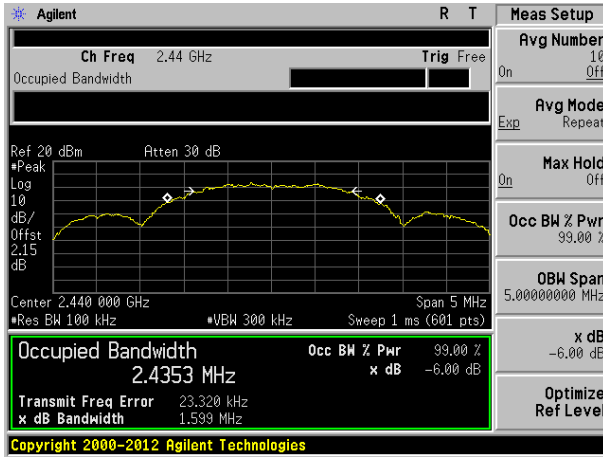 Agilent R T
Ch Freq 2.44 GHz Trig Free
Occupied Bandwidth
Ref 20 dBm Atten 30 dB
#Peak
Log
10
dB/
Offst
2.15
dB
Center 2.440 000 GHz Span 5 MHz
#Res BW 100 kHz #VBW 300 kHz Sweep 1 ms (601 pts)
Occupied Bandwidth Occ BW % Pwr 99.00 %
2.4353 MHz x dB -6.00 dB
Transmit Freq Error 23.320 kHz
x dB Bandwidth 1.599 MHz
Copyright 2000-2012 Agilent Technologies
Meas Setup
Avg Number
10
On Off
Avg Mode
Exp Repeat
Max Hold
On Off
Occ BW % Pwr
99.00 %
OBW Span
5.00000000 MHz
x dB
-6.00 dB
Optimize
Ref Level